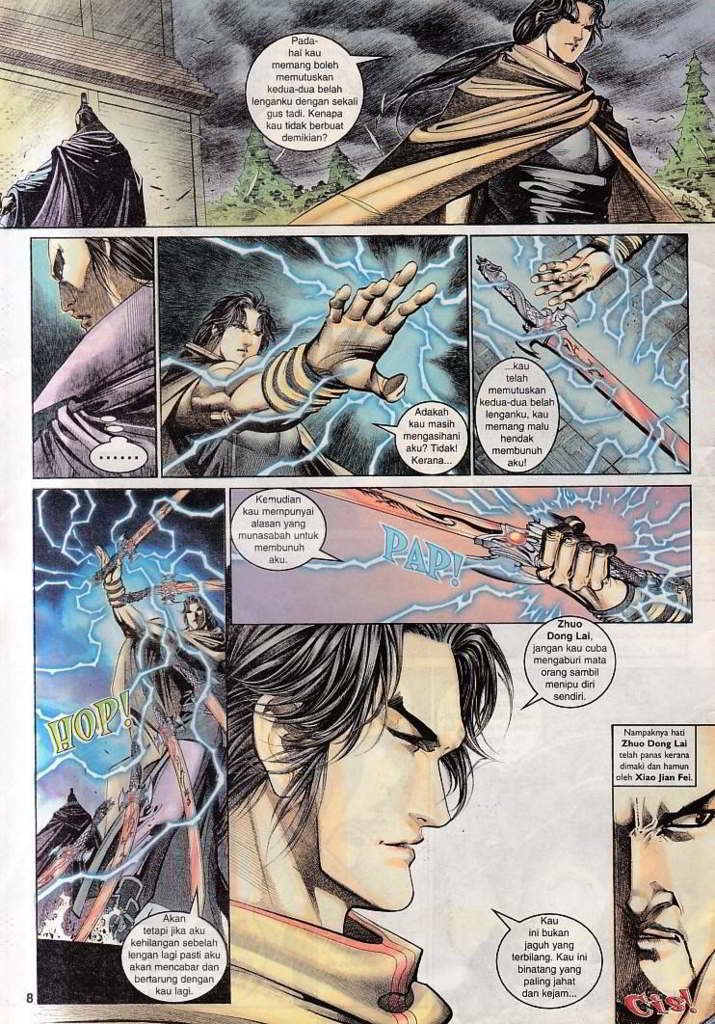 Pada-
hal kau
memang boleh
memutuskan
kedua-dua belah
lenganku dengan sekali
gus tadi. Kenapa
kau tidak berbuat
demikian?
......
Adakah
kau masih
mengasihani
aku? Tidak!
Kerana...
...kau
telah
memutuskan
kedua-dua belah
lenganku, kau
memang malu
hendak
membunuh
aku!
Kemudian
kau mempunyai
alasan yang
munasabah untuk
membunuh
aku.
PAP!
HOP!
Akan
tetapi jika aku
kehilangan sebelah
lengan lagi pasti aku
akan mencabar dan
bertarung dengan
kau lagi.
Zhuo
Dong Lai,
jangan kau cuba
mengaburi mata
orang sambil
menipu diri
sendiri.
Nampaknya hati
Zhuo Dong Lai
telah panas kerana
dimaki dan hamun
oleh Xiao Jian Fei.
Kau
ini bukan
jaguh yang
terbilang. Kau ini
binatang yang
paling jahat
dan kejam...
Cis!
8